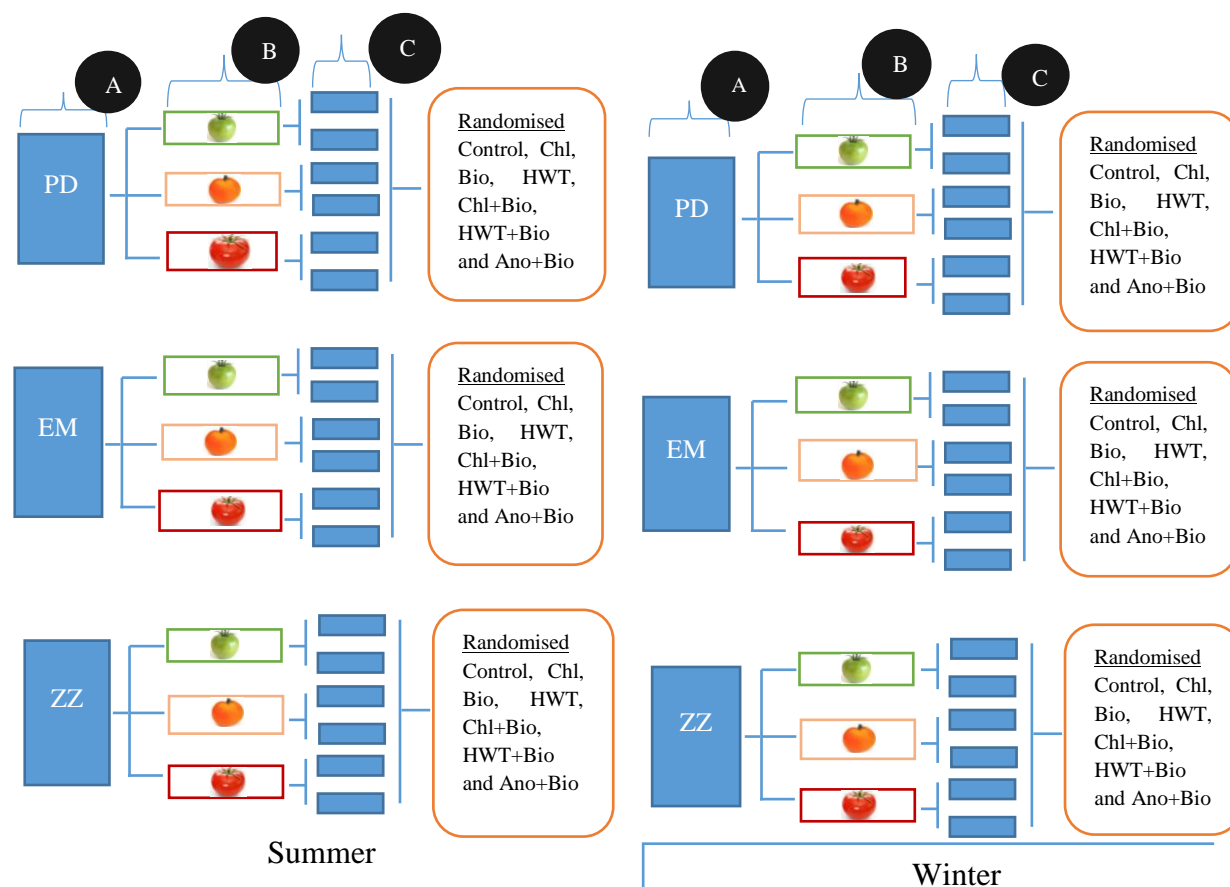 A
B
C
PD
Randomised
Control, Chl,
Bio, HWT,
Chl+Bio,
HWT+Bio
and Ano+Bio
EM
Randomised
Control, Chl,
Bio, HWT,
Chl+Bio,
HWT+Bio
and Ano+Bio
ZZ
Randomised
Control, Chl,
Bio, HWT,
Chl+Bio,
HWT+Bio
and Ano+Bio
Summer
A
B
C
PD
Randomised
Control, Chl,
Bio, HWT,
Chl+Bio,
HWT+Bio
and Ano+Bio
EM
Randomised
Control, Chl,
Bio, HWT,
Chl+Bio,
HWT+Bio
and Ano+Bio
ZZ
Randomised
Control, Chl,
Bio, HWT,
Chl+Bio,
HWT+Bio
and Ano+Bio
Winter